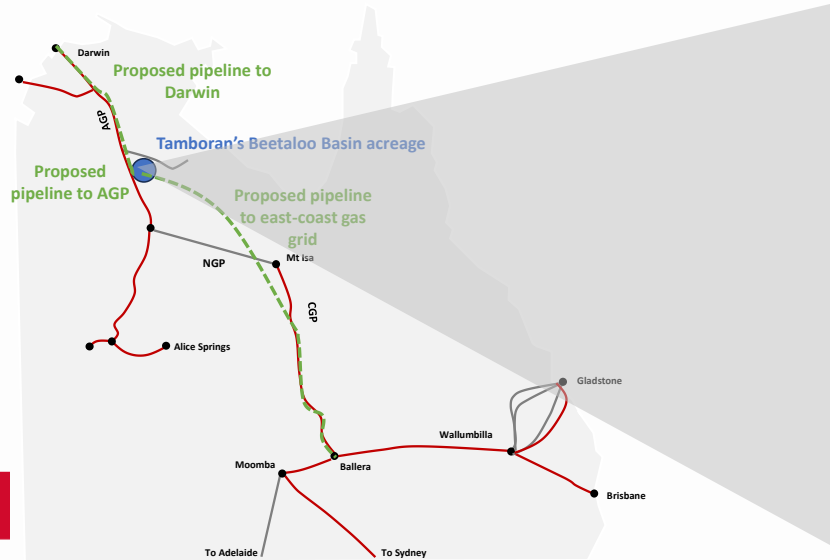 Darwin
Proposed pipeline to
Darwin
AGP
Tamboran's Beetaloo Basin acreage
Proposed
pipeline to AGP
Proposed pipeline
to east-coast gas
grid
Mt isa
NGP
CGP
Alice Springs
Gladstone
Wallumbilla
Moomba
Ballera
Brisbane
To Adelaide
To Sydney